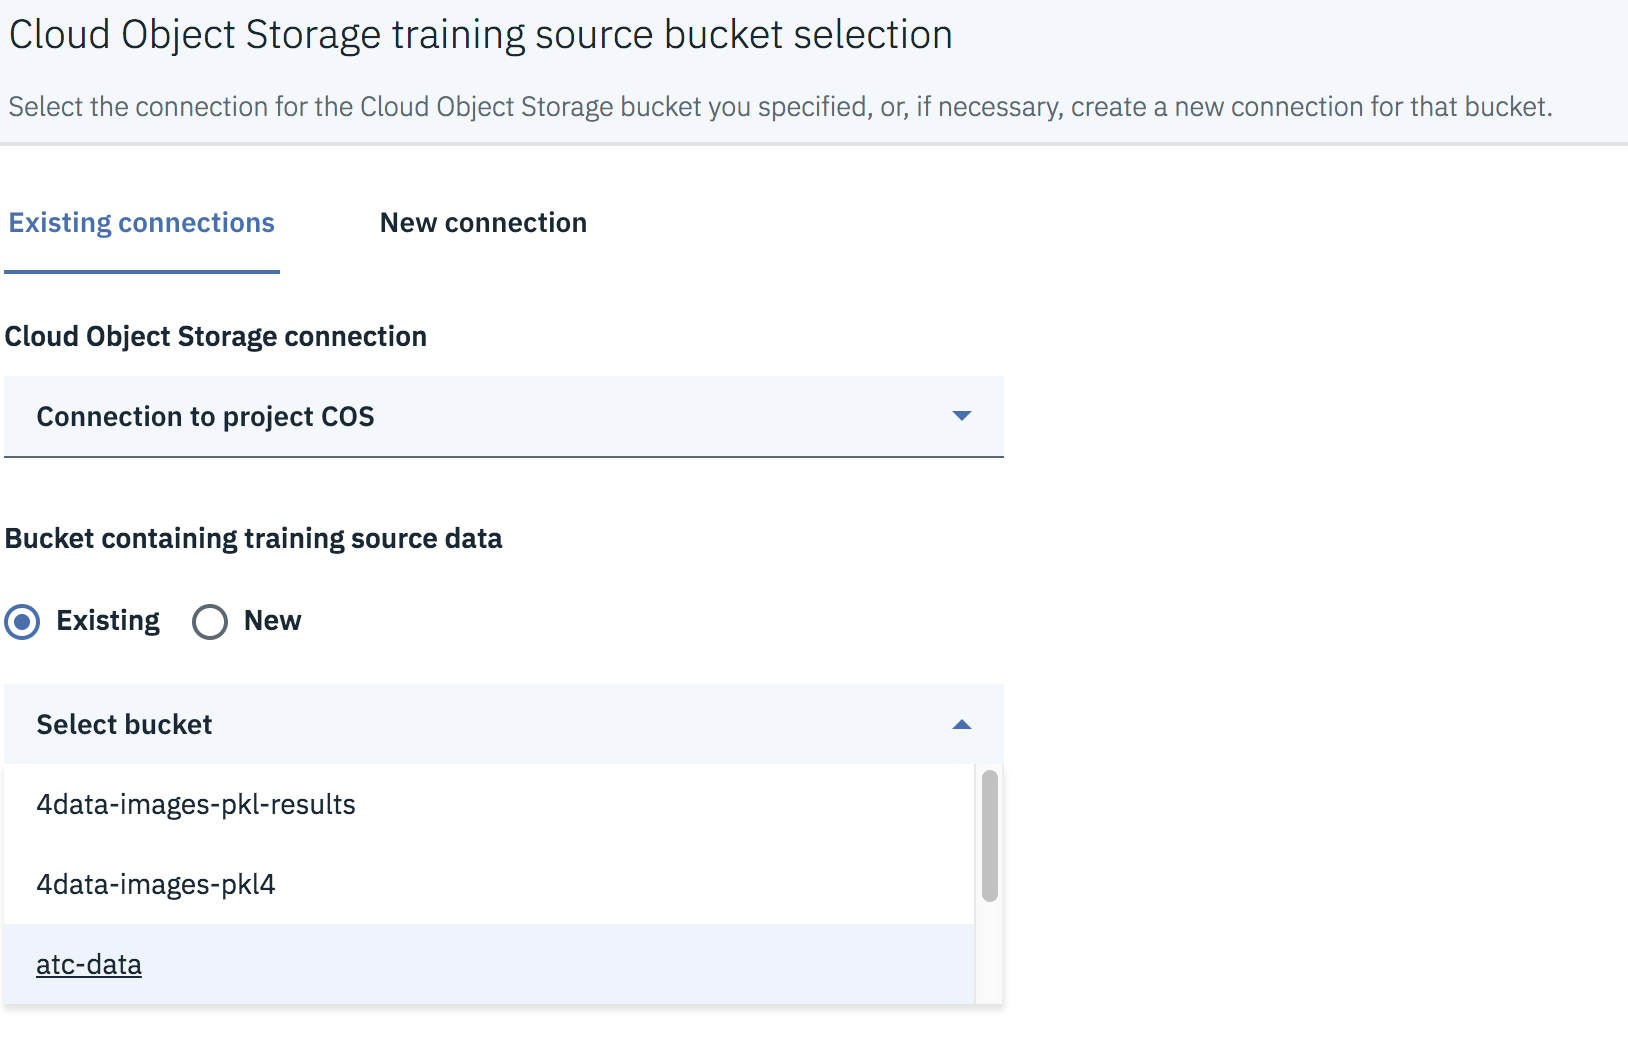 Cloud Object Storage training source bucket selection
Select the connection for the Cloud Object Storage bucket you specified, or, if necessary, create a new connection for that bucket.
Existing connections New connection
Cloud Object Storage connection
Connection to project COS
Bucket containing training source data
Existing New
Select bucket
4data-images-pkl-results
4data-images-pkl4
atc-data